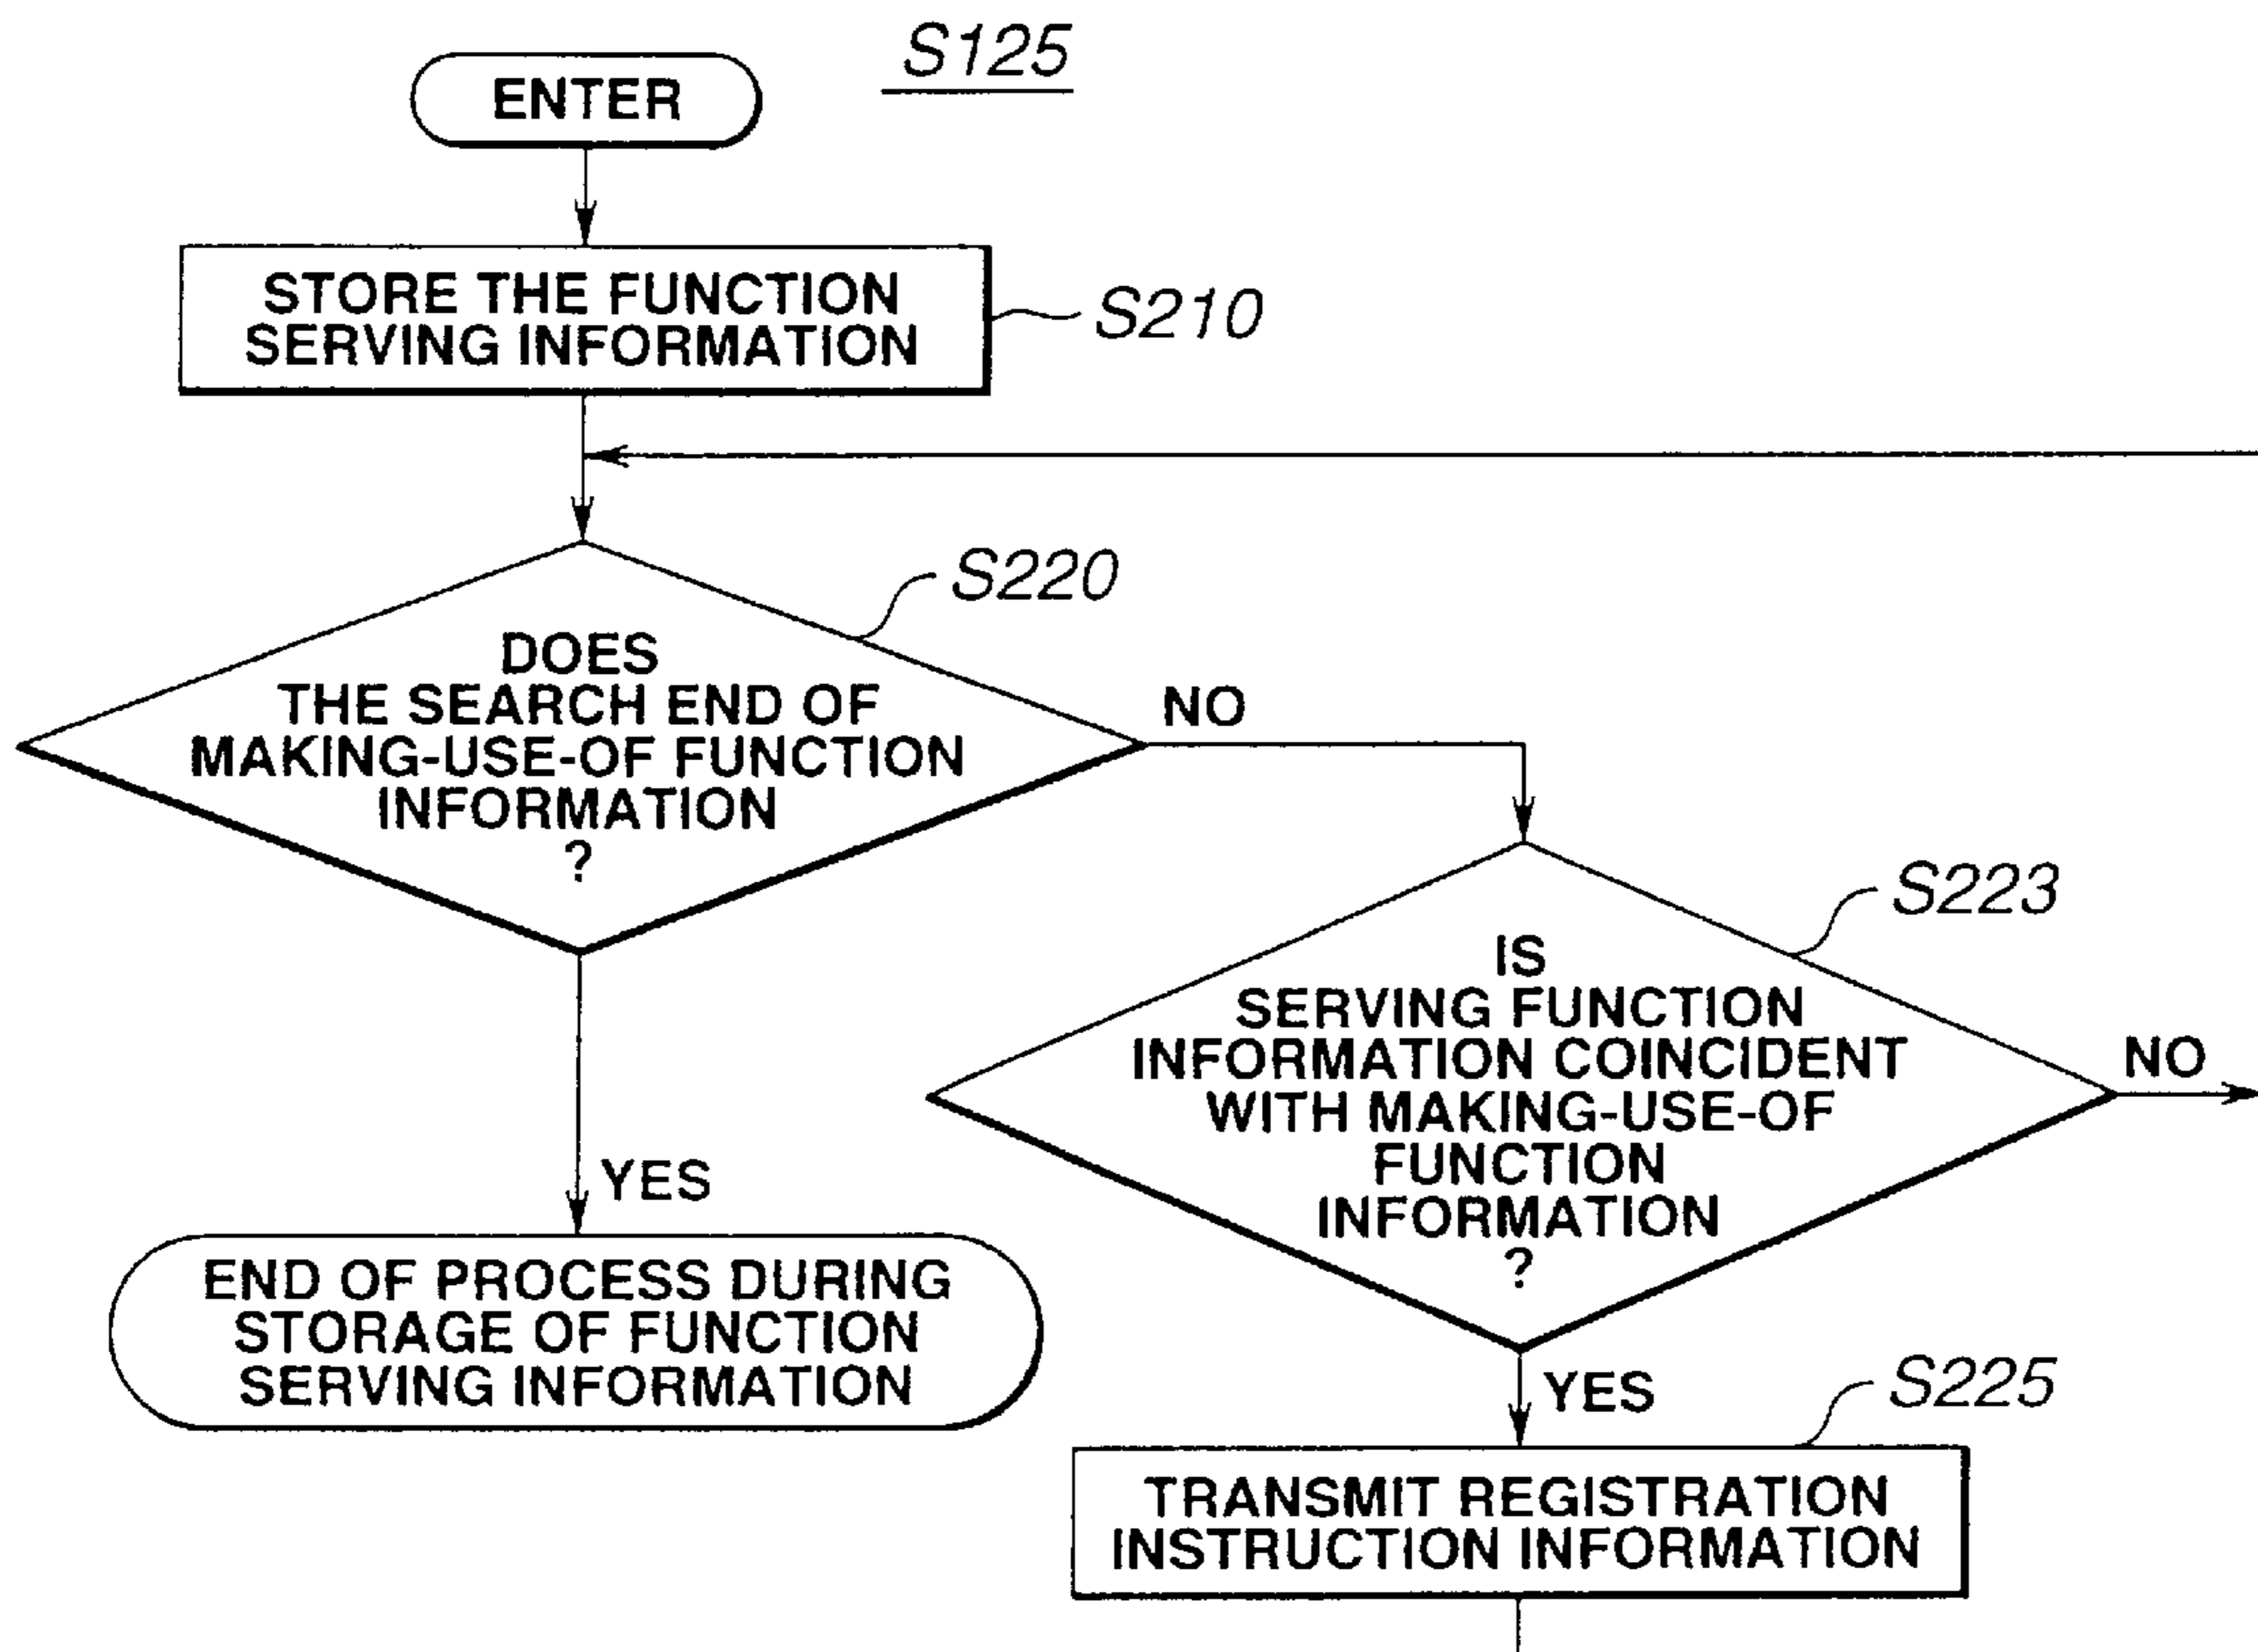 S125
ENTER
STORE THE FUNCTION
SERVING INFORMATION
S210
S220
DOES
THE SEARCH END OF
MAKING-USE-OF FUNCTION
INFORMATION
?
NO
YES
END OF PROCESS DURING
STORAGE OF FUNCTION
SERVING INFORMATION
S223
IS
SERVING FUNCTION
INFORMATION COINCIDENT
WITH MAKING-USE-OF
FUNCTION
INFORMATION
?
NO
YES
S225
TRANSMIT REGISTRATION
INSTRUCTION INFORMATION